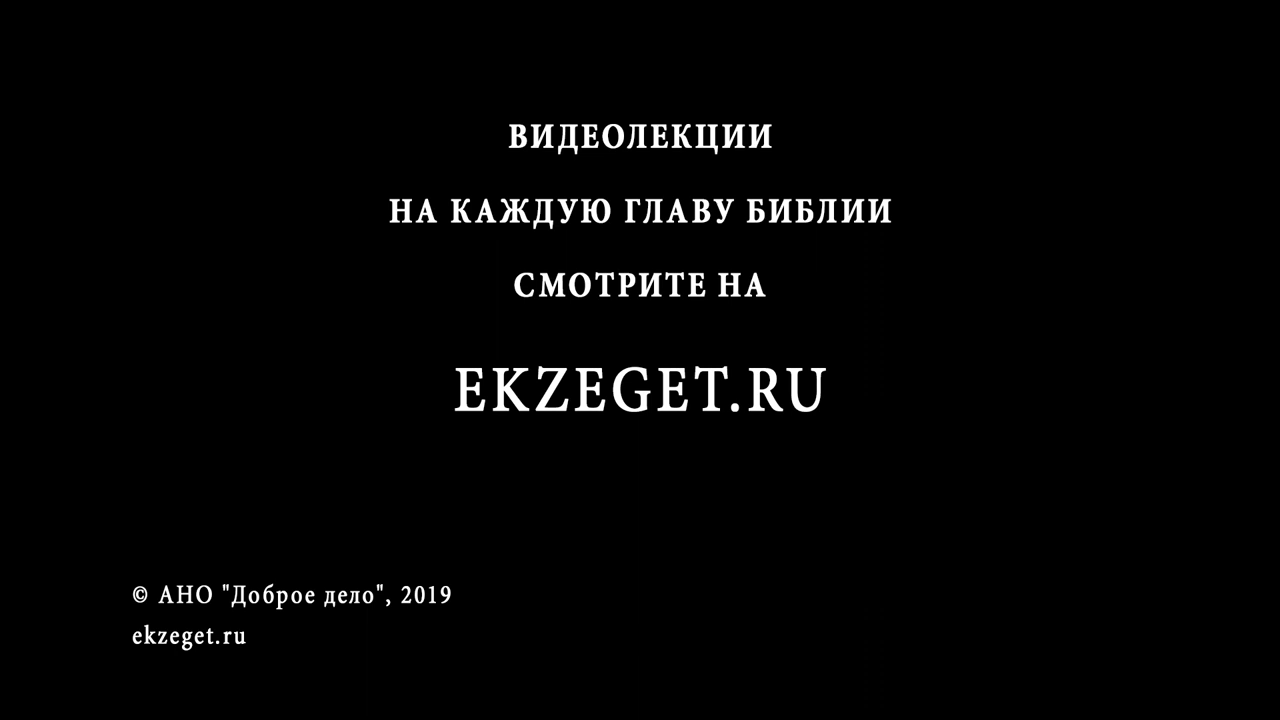 ВИДЕОЛЕКЦИИ
НА КАЖДУЮ ГЛАВУ БИБЛИИ
СМОТРИТЕ НА
EKZEGET.RU
© АНО "Доброе дело", 2019
ekzeget.ru